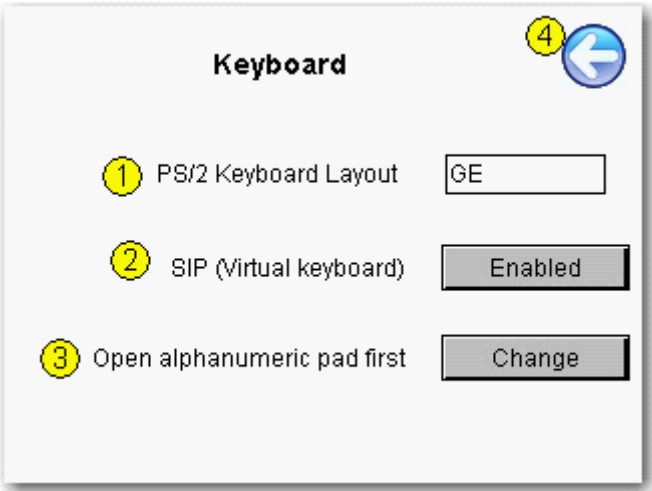 4
Keyboard
1 PS/2 Keyboard Layout GE
2 SIP (Virtual keyboard) Enabled
3 Open alphanumeric pad first Change